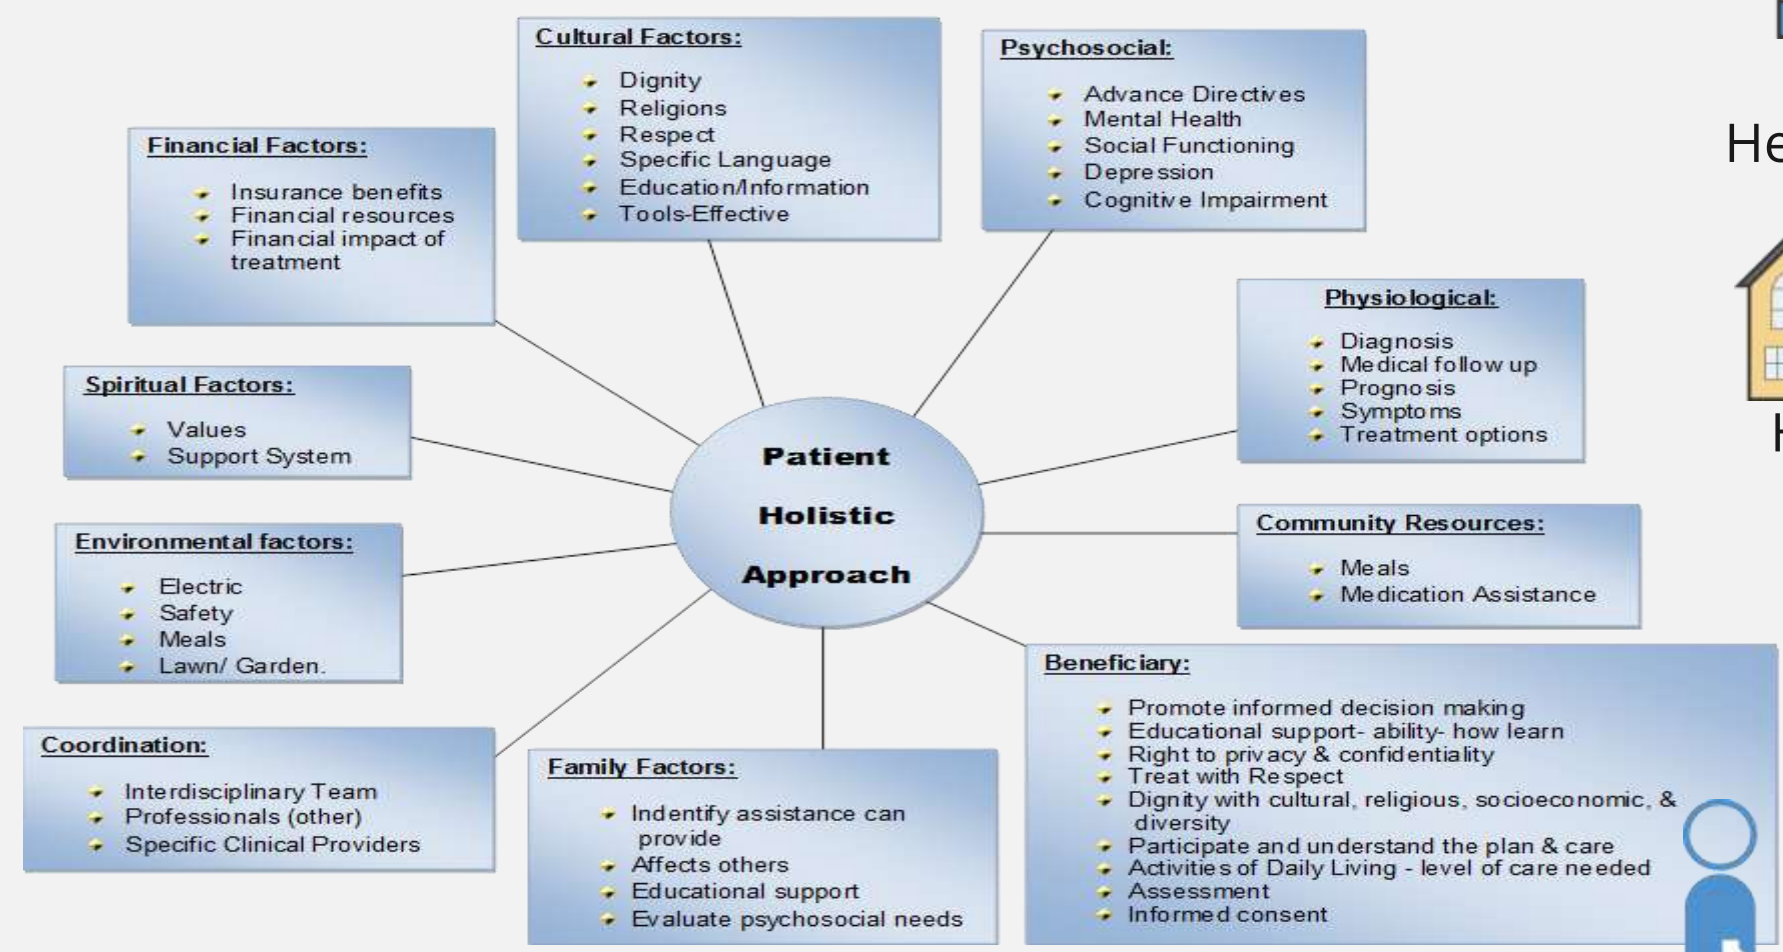 Cultural Factors:
Dignity
Religions
Respect
Specific Language
Education/Information
Tools-Effective
Psychosocial:
Advance Directives
Mental Health
Social Functioning
Depression
Cognitive Impairment
Financial Factors:
Insurance benefits
Financial resources
Financial impact of
treatment
Physiological:
Diagnosis
Medical follow up
Prognosis
Symptoms
Treatment options
Spiritual Factors:
Values
Support System
Patient
Holistic
Approach
Community Resources:
Meals
Medication Assistance
Environmental factors:
Electric
Safety
Meals
Lawn/ Garden.
Beneficiary:
Promote informed decision making
Educational support- ability- how learn
Right to privacy & confidentiality
Treat with Respect
Dignity with cultural, religious, socioeconomic, &
diversity
Participate and understand the plan & care
Activities of Daily Living - level of care needed
Assessment
Informed consent
Coordination:
Interdisciplinary Team
Professionals (other)
Specific Clinical Providers
Family Factors:
Indentify assistance can
provide
Affects others
Educational support
Evaluate psychosocial needs
He